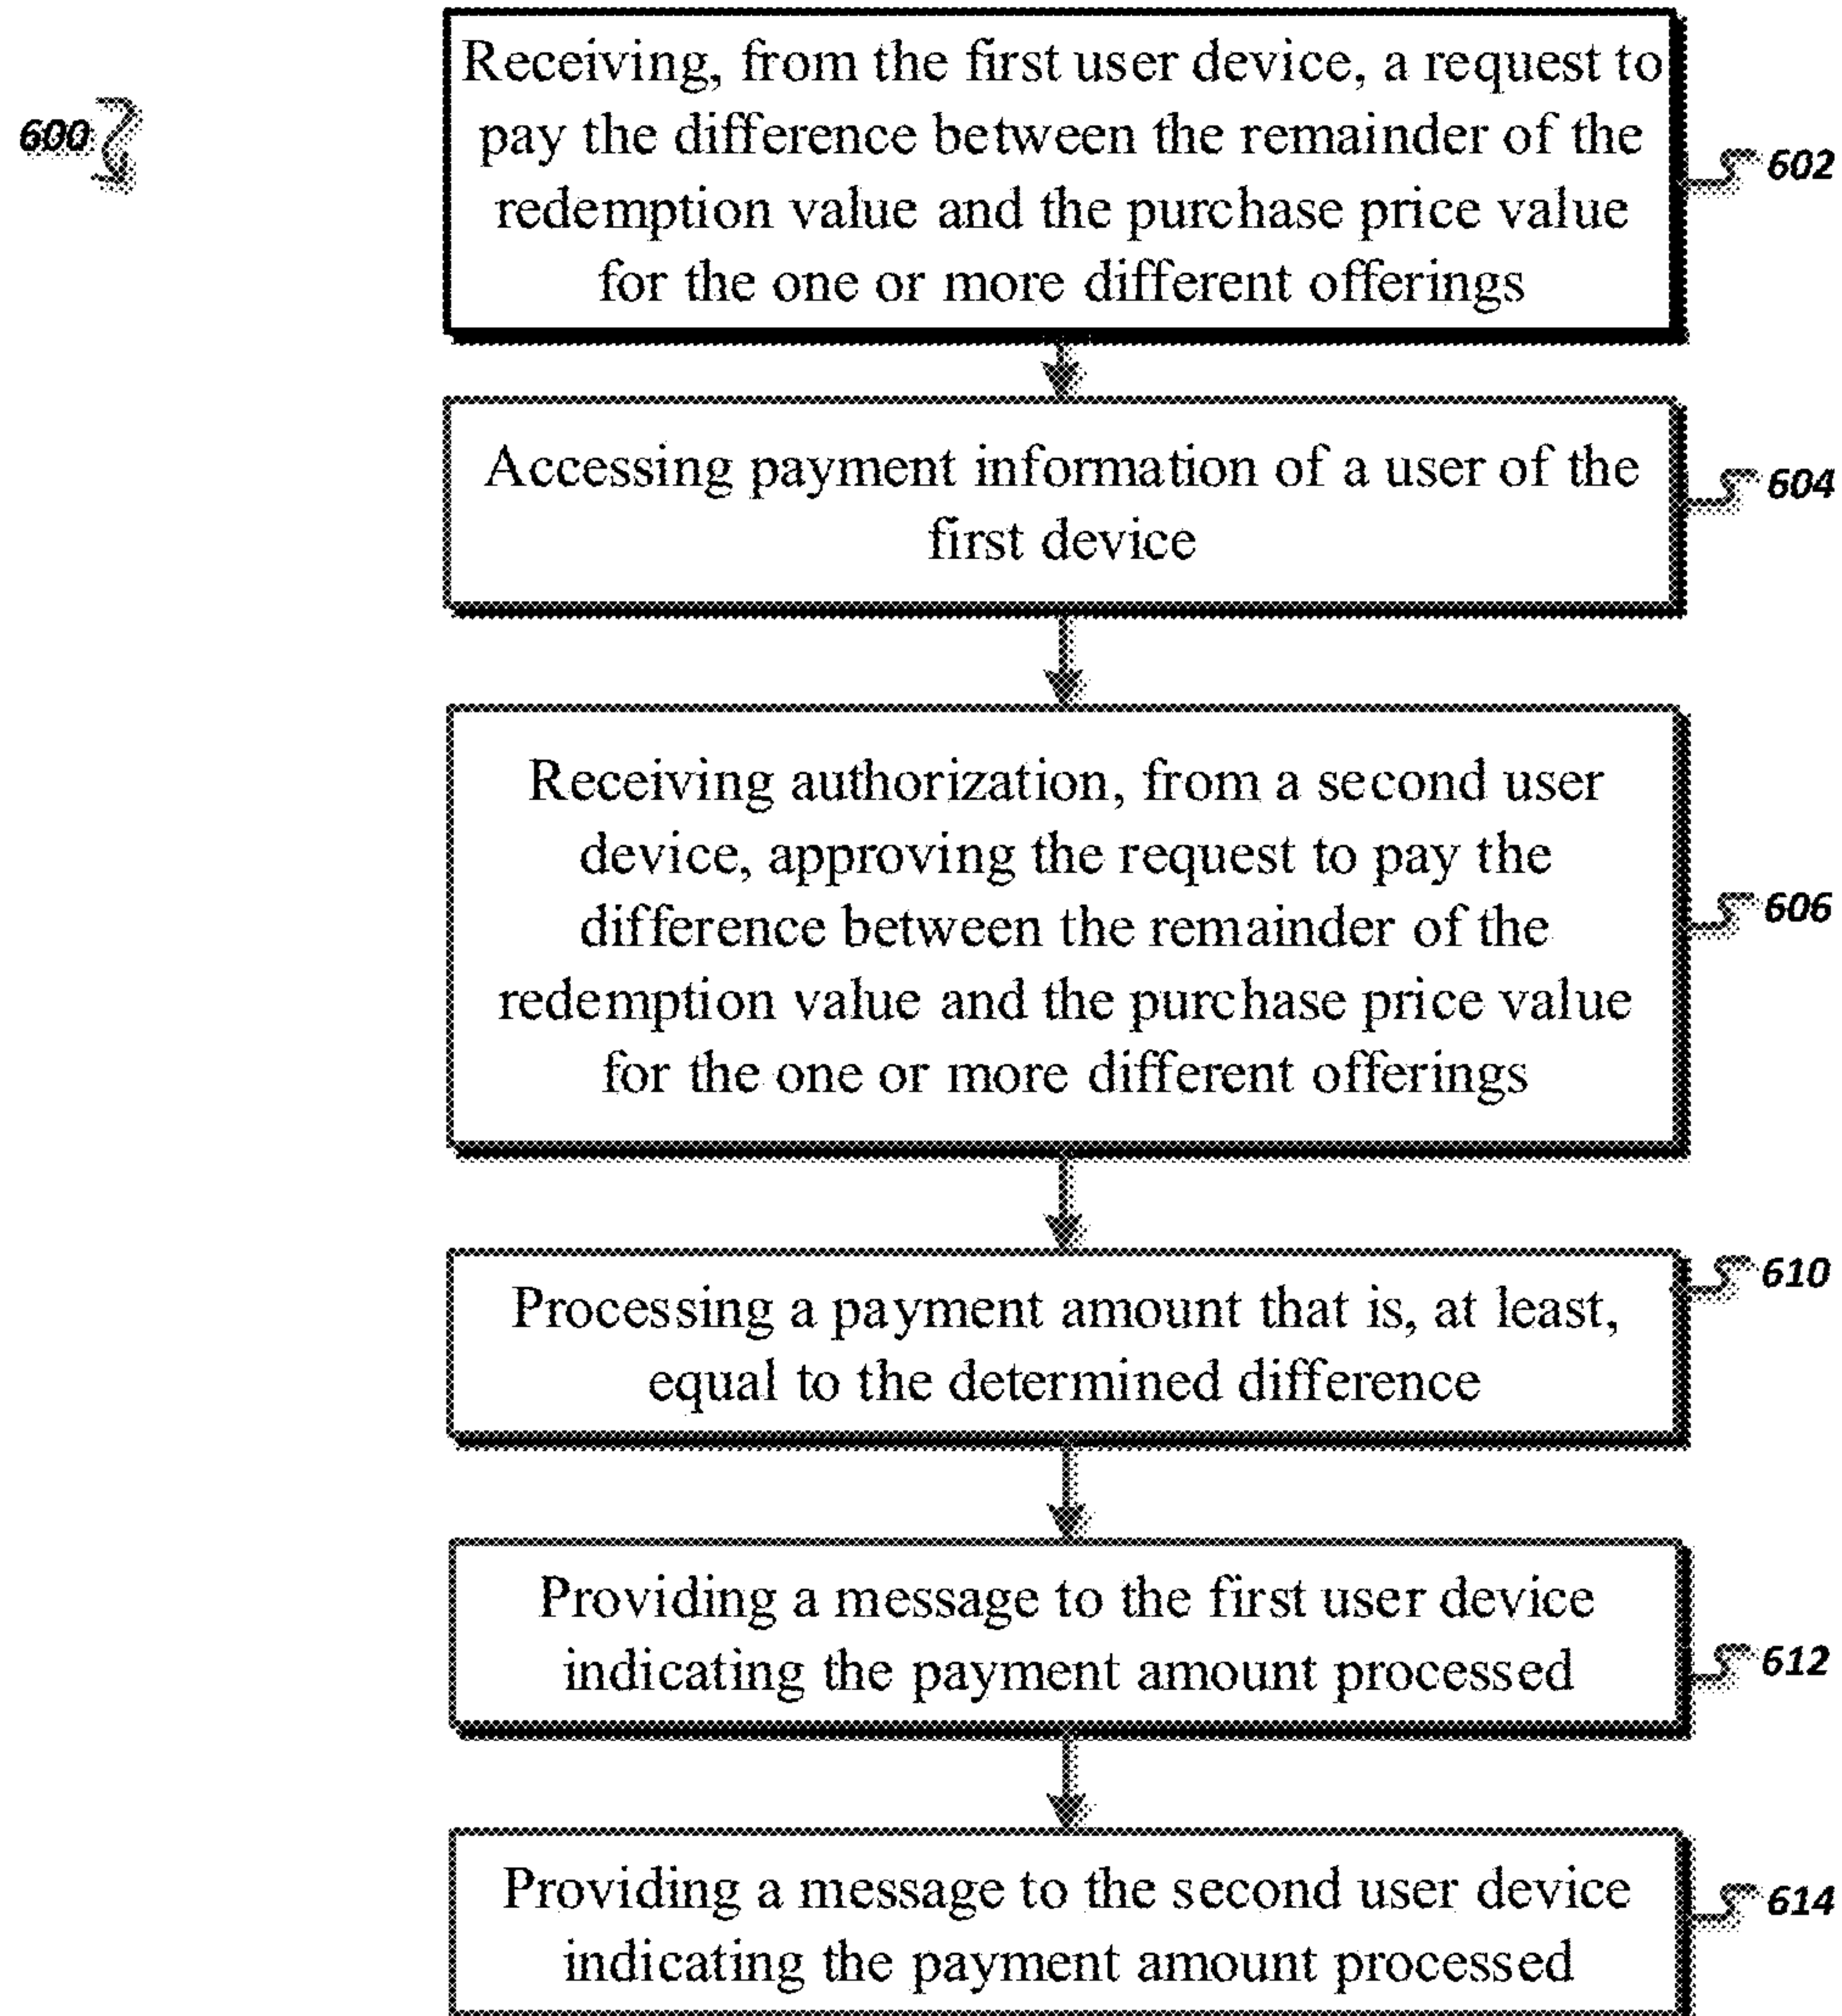 600
Receiving, from the first user device, a request to
pay the difference between the remainder of the
redemption value and the purchase price value
for the one or more different offerings
602
Accessing payment information of a user of the
first device
604
Receiving authorization, from a second user
device, approving the request to pay the
difference between the remainder of the
redemption value and the purchase price value
for the one or more different offerings
606
Processing a payment amount that is, at least,
equal to the determined difference
610
Providing a message to the first user device
indicating the payment amount processed
612
Providing a message to the second user device
indicating the payment amount processed
614